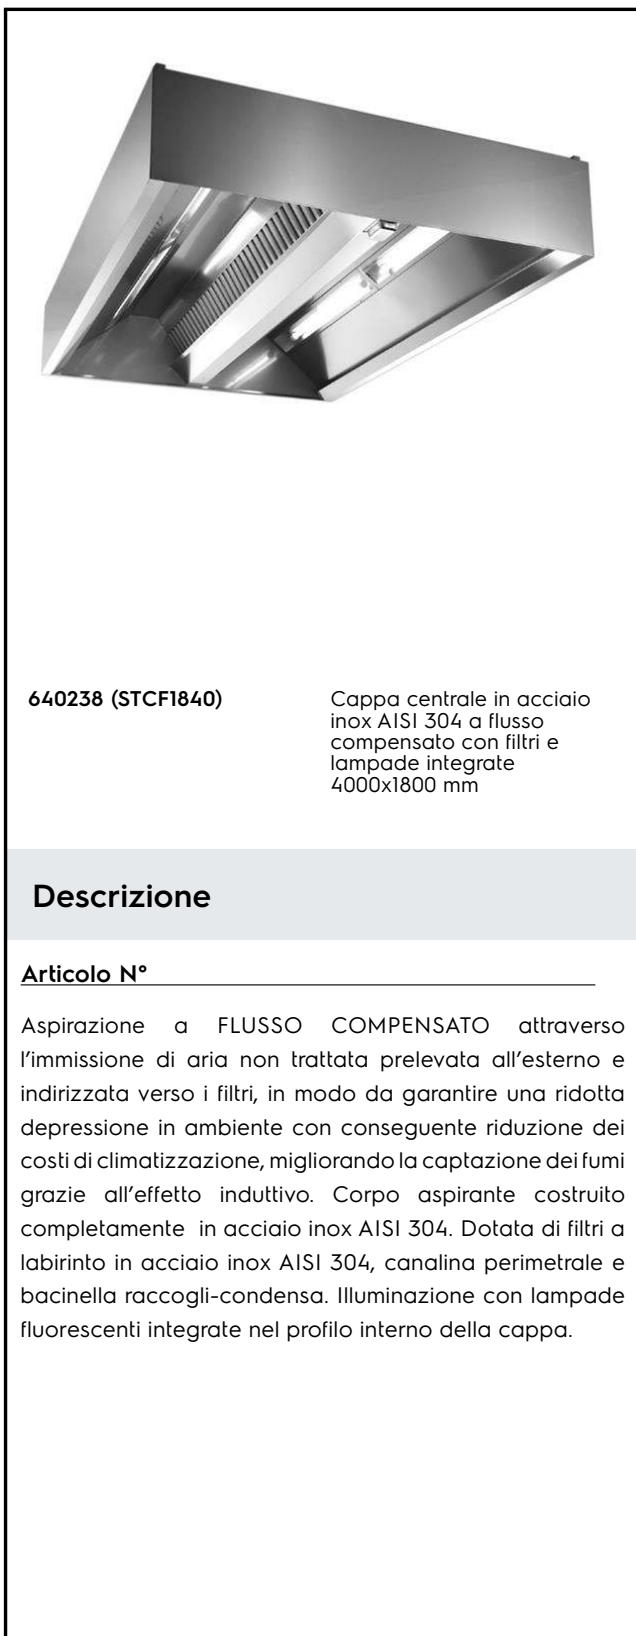 640238 (STCF1840)
Cappa centrale in acciaio
inox AISI 304 a flusso
compensato con filtri e
lampade integrate
4000x1800 mm
Descrizione
Articolo N°
Aspirazione a FLUSSO COMPENSATO attraverso
l'immissione di aria non trattata prelevata all'esterno e
indirizzata verso i filtri, in modo da garantire una ridotta
depressione in ambiente con conseguente riduzione dei
costi di climatizzazione, migliorando la captazione dei fumi
grazie all'effetto induttivo. Corpo aspirante costruito
completamente in acciaio inox AISI 304. Dotata di filtri a
labirinto in acciaio inox AISI 304, canalina perimetrale e
bacinella raccogli-condensa. Illuminazione con lampade
fluorescenti integrate nel profilo interno della cappa.